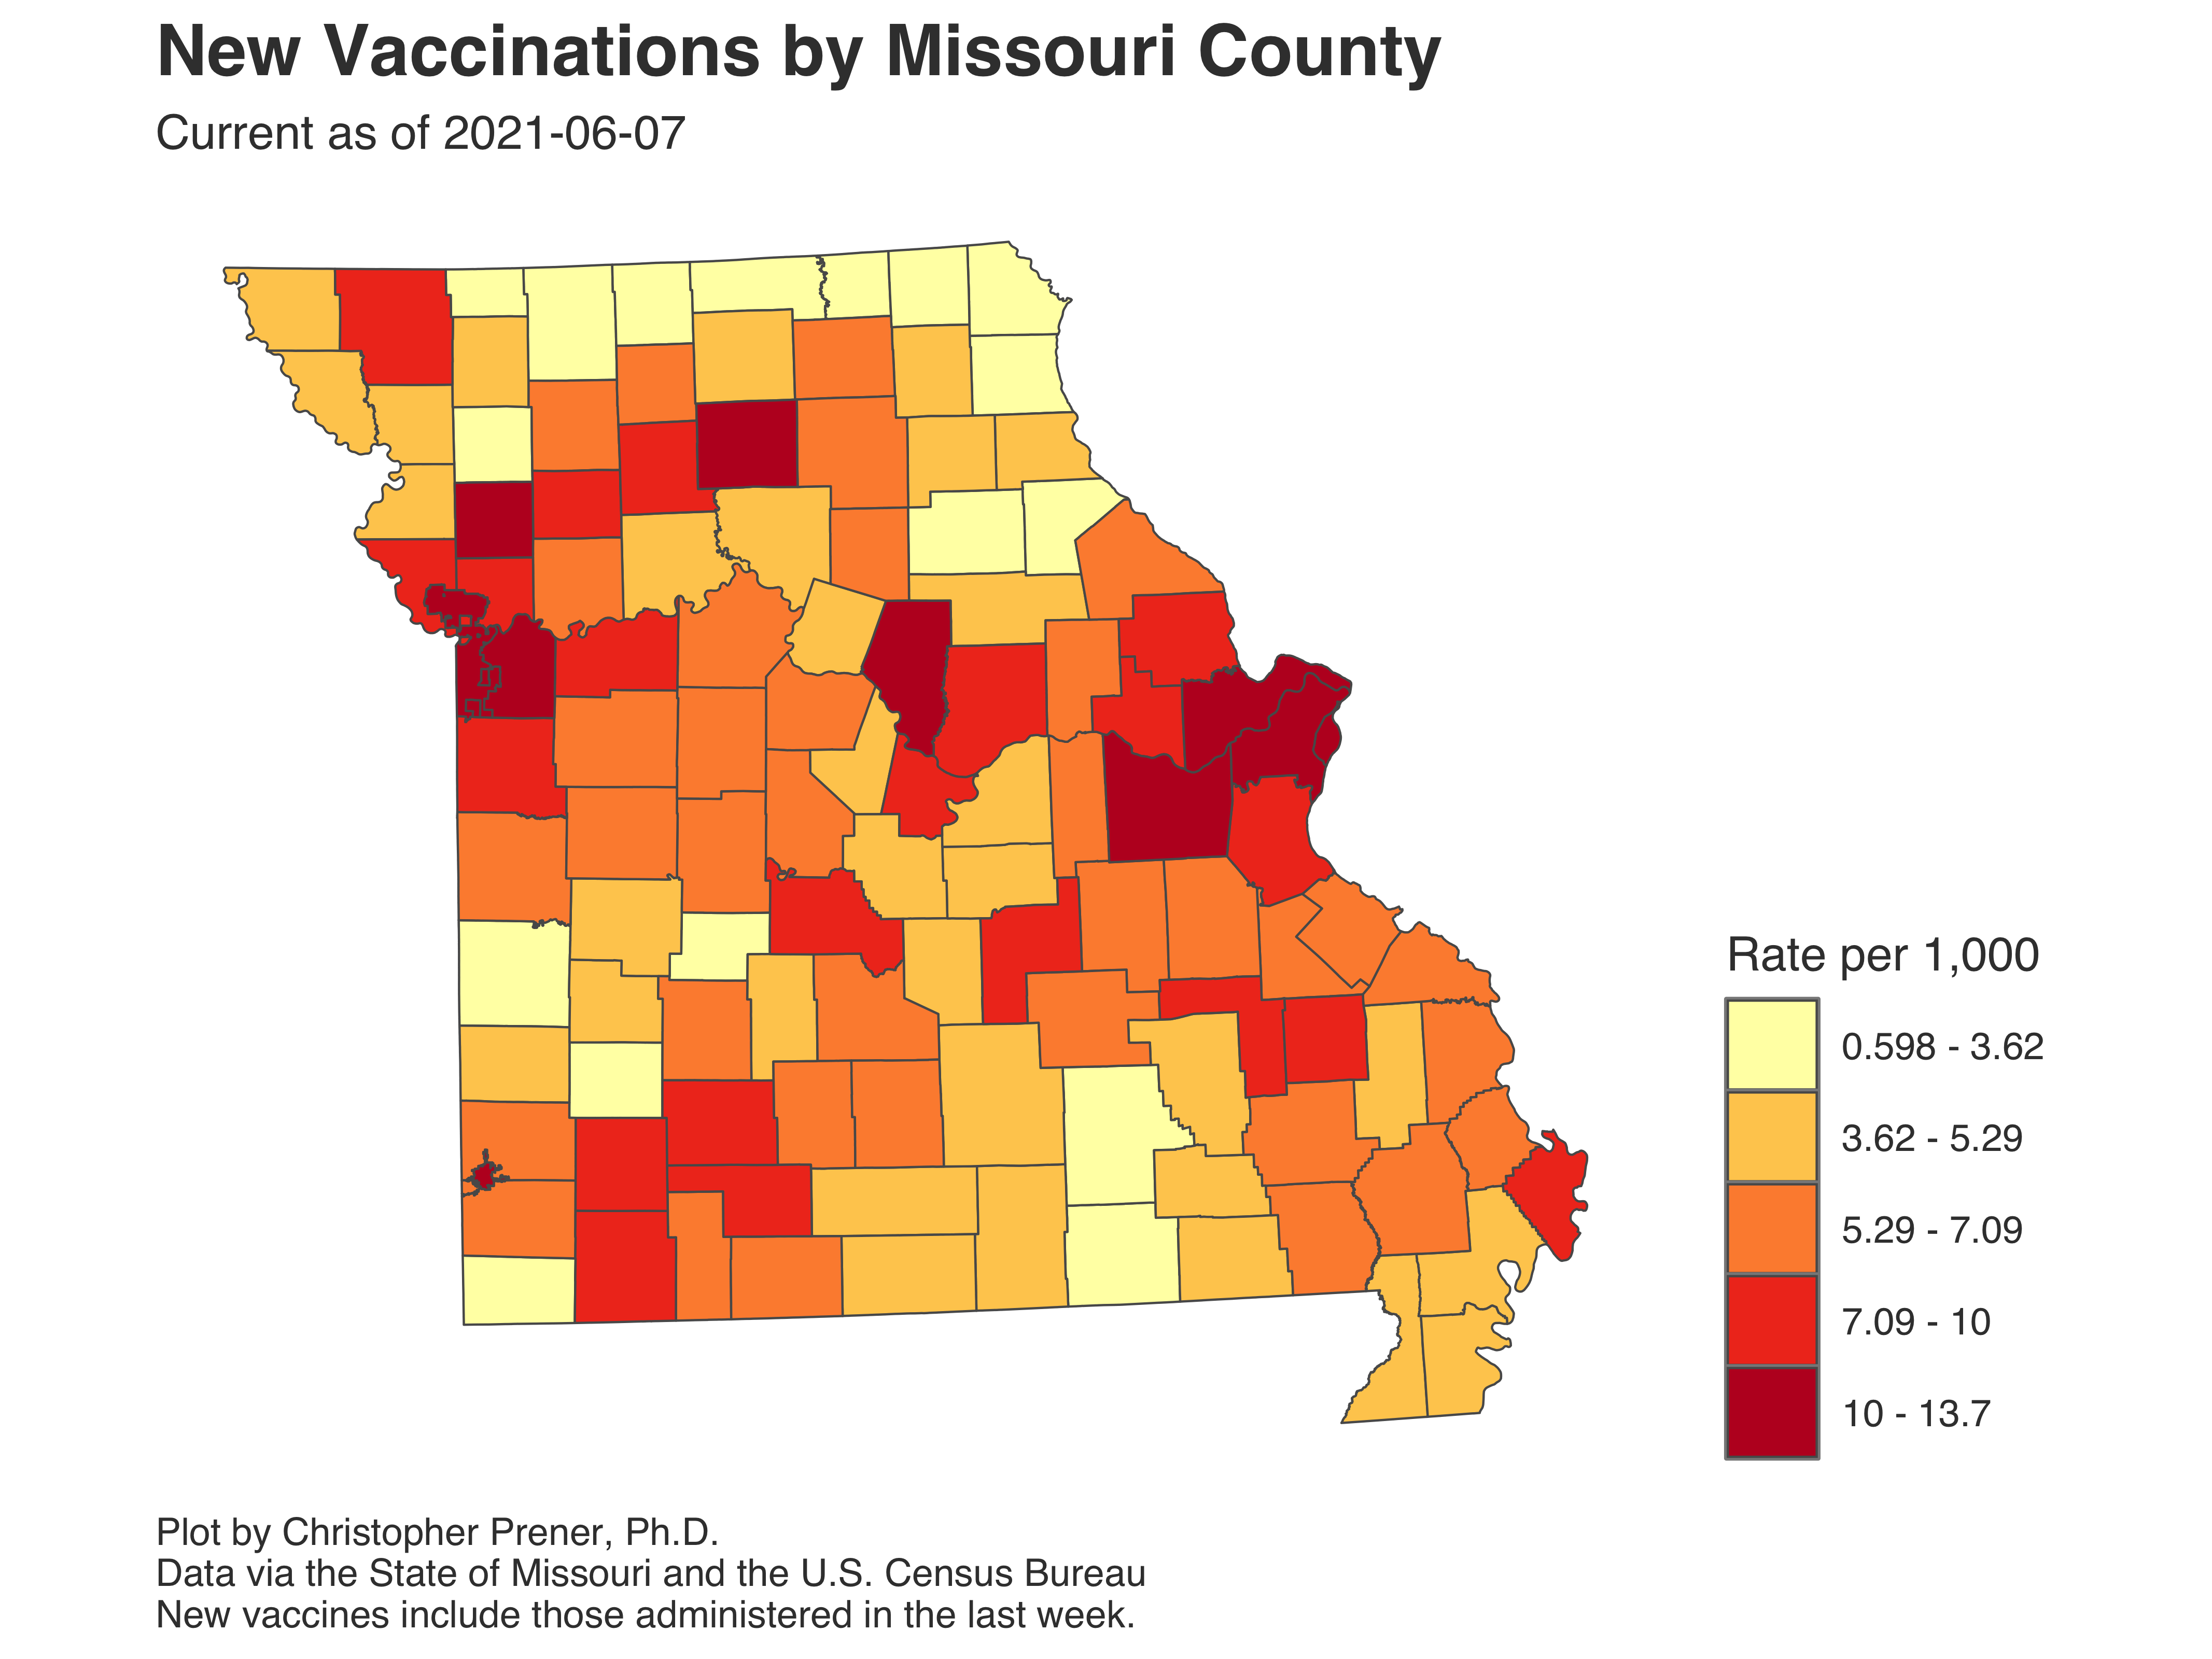 New Vaccinations by Missouri County
Current as of 2021-06-07
Rate per 1,000
0.598 - 3.62
3.62 - 5.29
5.29 - 7.09
7.09 - 10
10 - 13.7
Plot by Christopher Prener, Ph.D.
Data via the State of Missouri and the U.S. Census Bureau
New vaccines include those administered in the last week.